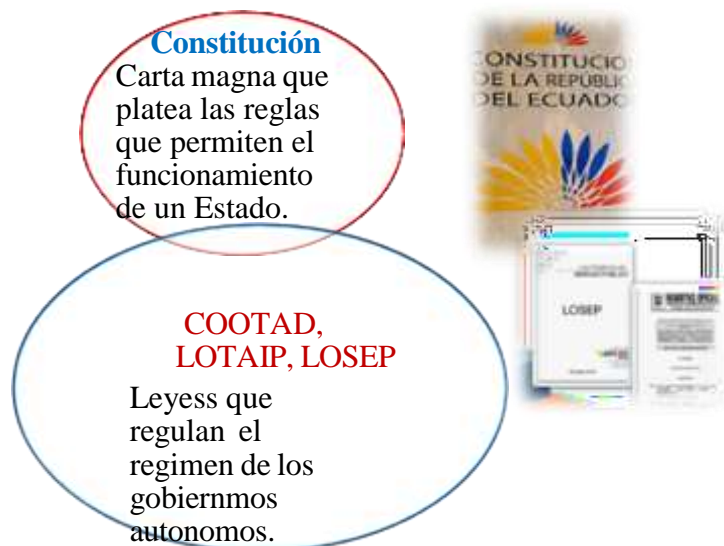 Constitución
Carta magna que
platea las reglas
que permiten el
funcionamiento
de un Estado.
CONSTITUCIO
DE LA REPÚBLIC
DEL ECUADO
LOSEP
COOTAD,
LOTAIP, LOSEP
Leyess que
regulan el
regimen de los
gobiernmos
autonomos.